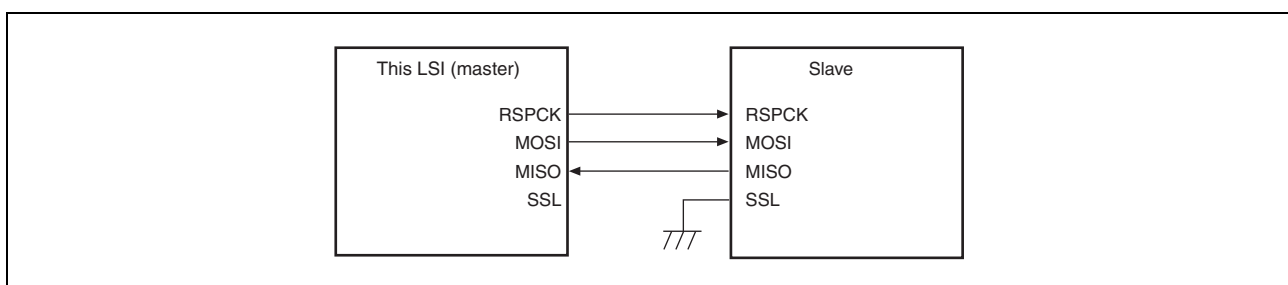 This LSI (master)
RSPCK
MOSI
MISO
SSL
Slave
RSPCK
MOSI
MISO
SSL